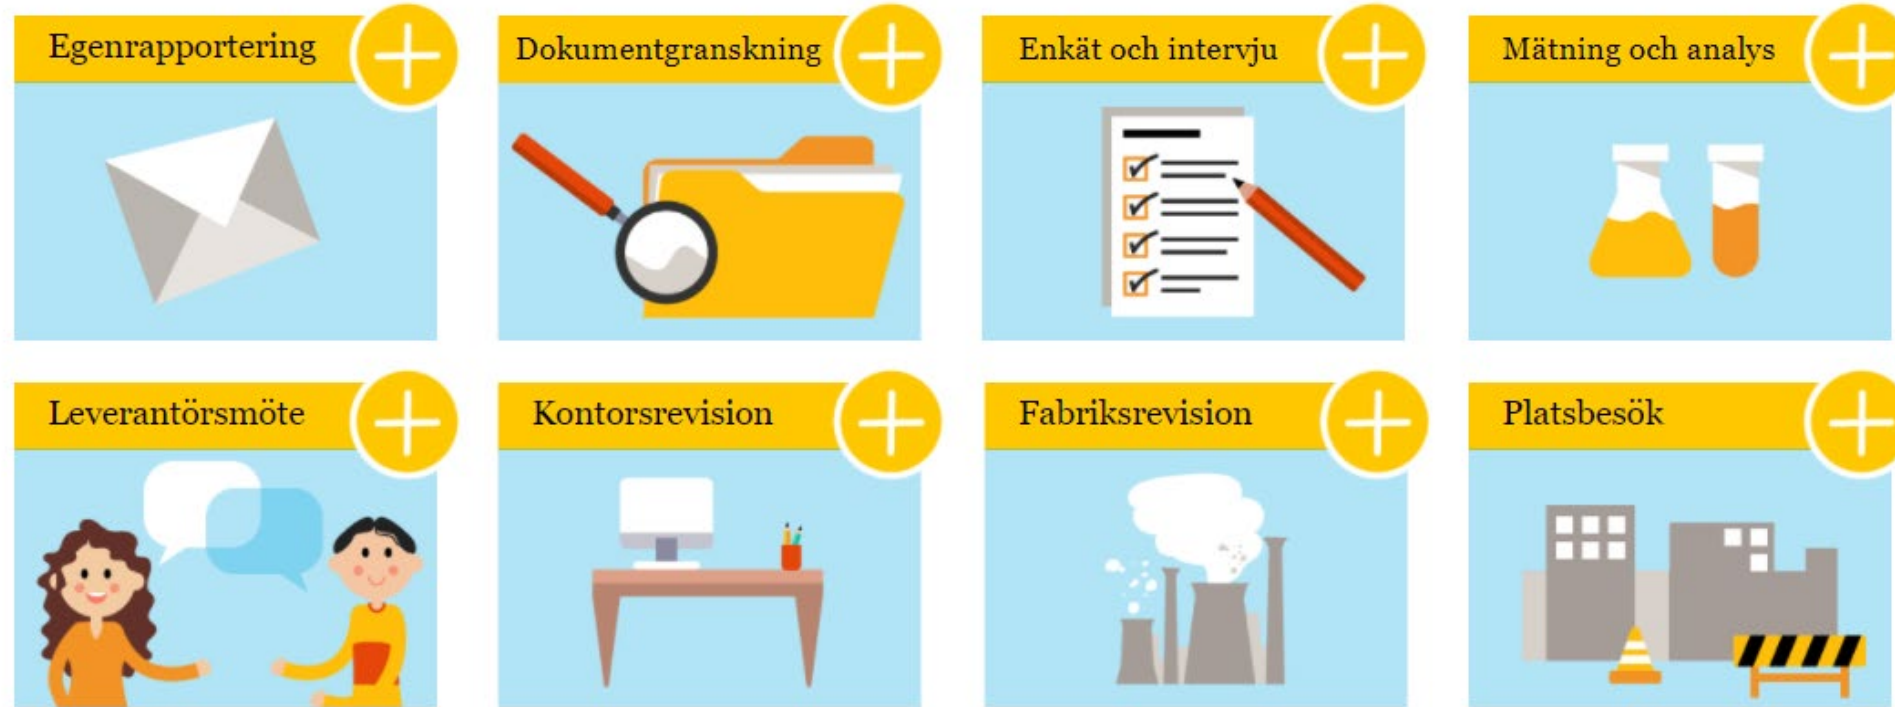 Egenrapportering
Dokumentgranskning
Enkät och intervju
Mätning och analys
Leverantörsmöte
Kontorsrevision
Fabriksrevision
Platsbesök